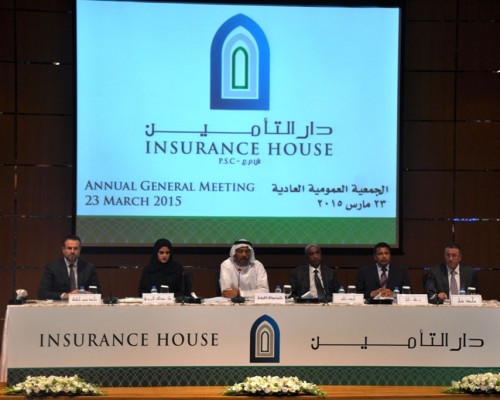 دار التأمين
INSURANCE HOUSE
P.S.C - ش.م.ع
ANNUAL GENERAL MEETING
23 MARCH 2015
الجمعية العمومية العادية
٢٣ مارس ٢٠١٥
INSURANCE HOUSE
دار التأمين